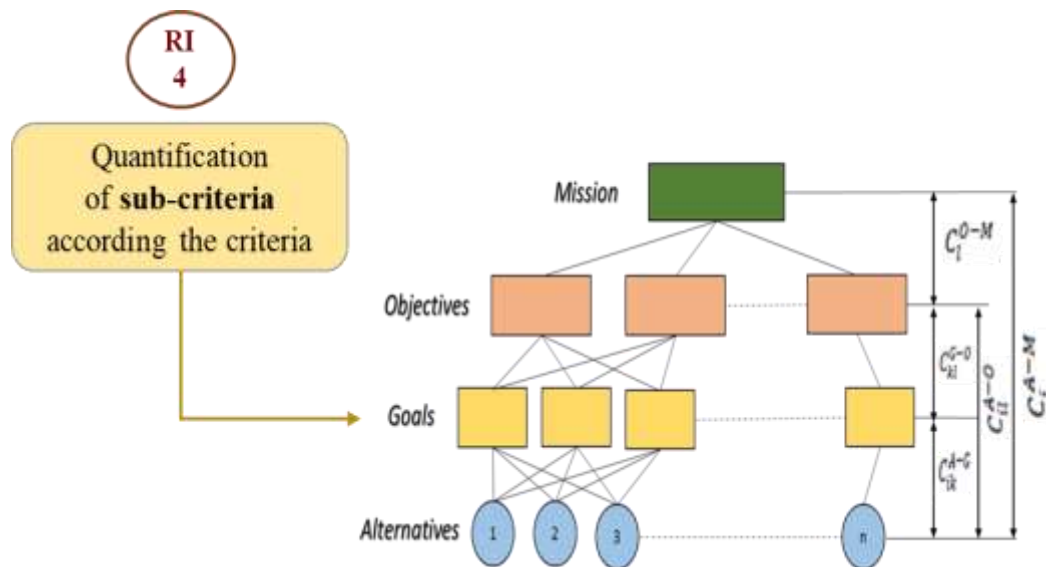 RI
4
Quantification
of sub-criteria
according the criteria
Mission
Objectives
Goals
Alternatives
1
2
3
n
C_l^{O-M}
C_{kl}^{G-O}
C_{ik}^{A-G}
C_{il}^{A-O}
C_i^{A-M}